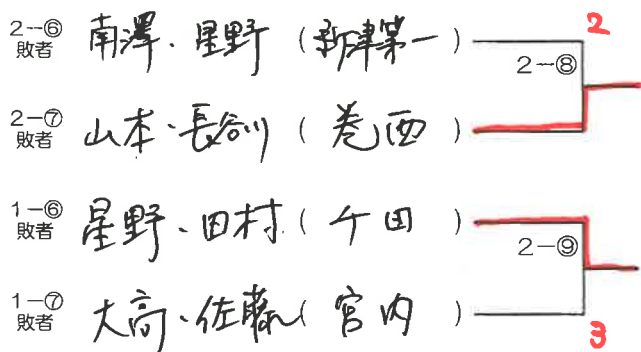 2-⑥ 南澤・星野 (新津第一) 2
敗者
2-⑧
2-⑦ 山本・長谷川 (巻西)
敗者
1-⑥ 星野・田村 (千田)
敗者
2-⑨
1-⑦ 大高・佐藤 (宮内)
敗者
3